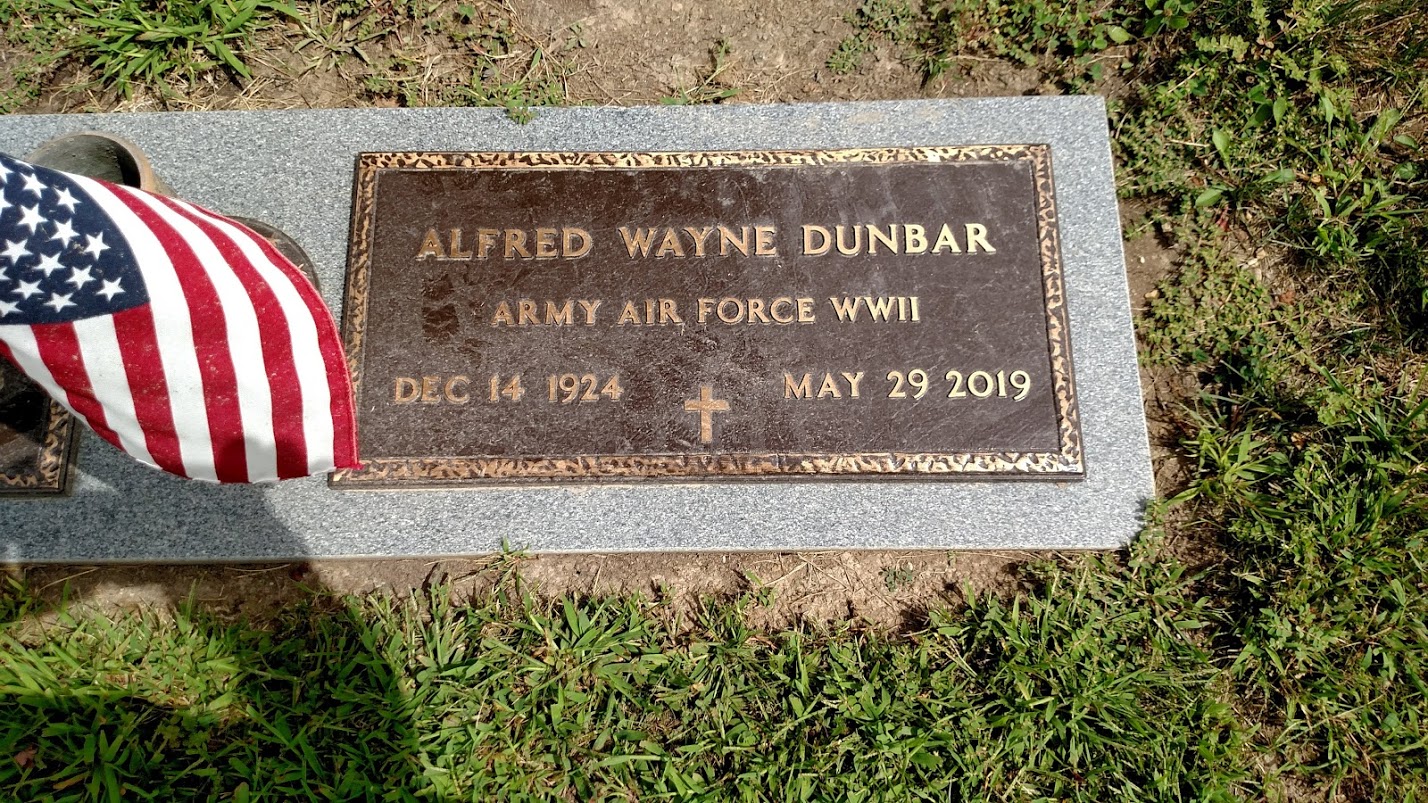 ALFRED WAYNE DUNBAR
ARMY AIR FORCE WWII
DEC 14 1924 MAY 29 2019